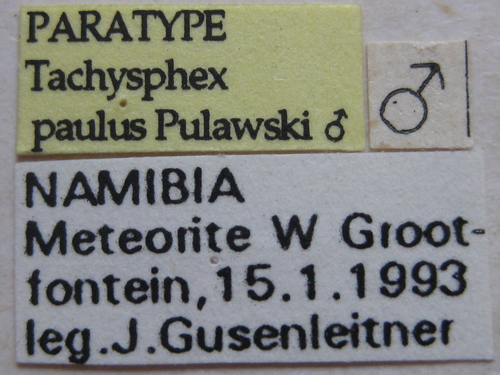 PARATYPE
Tachysphex
paulus Pulawski ♂
♂
NAMIBIA
Meteorite W Groot-
fontein,15.1.1993
leg.J.Gusenleitner